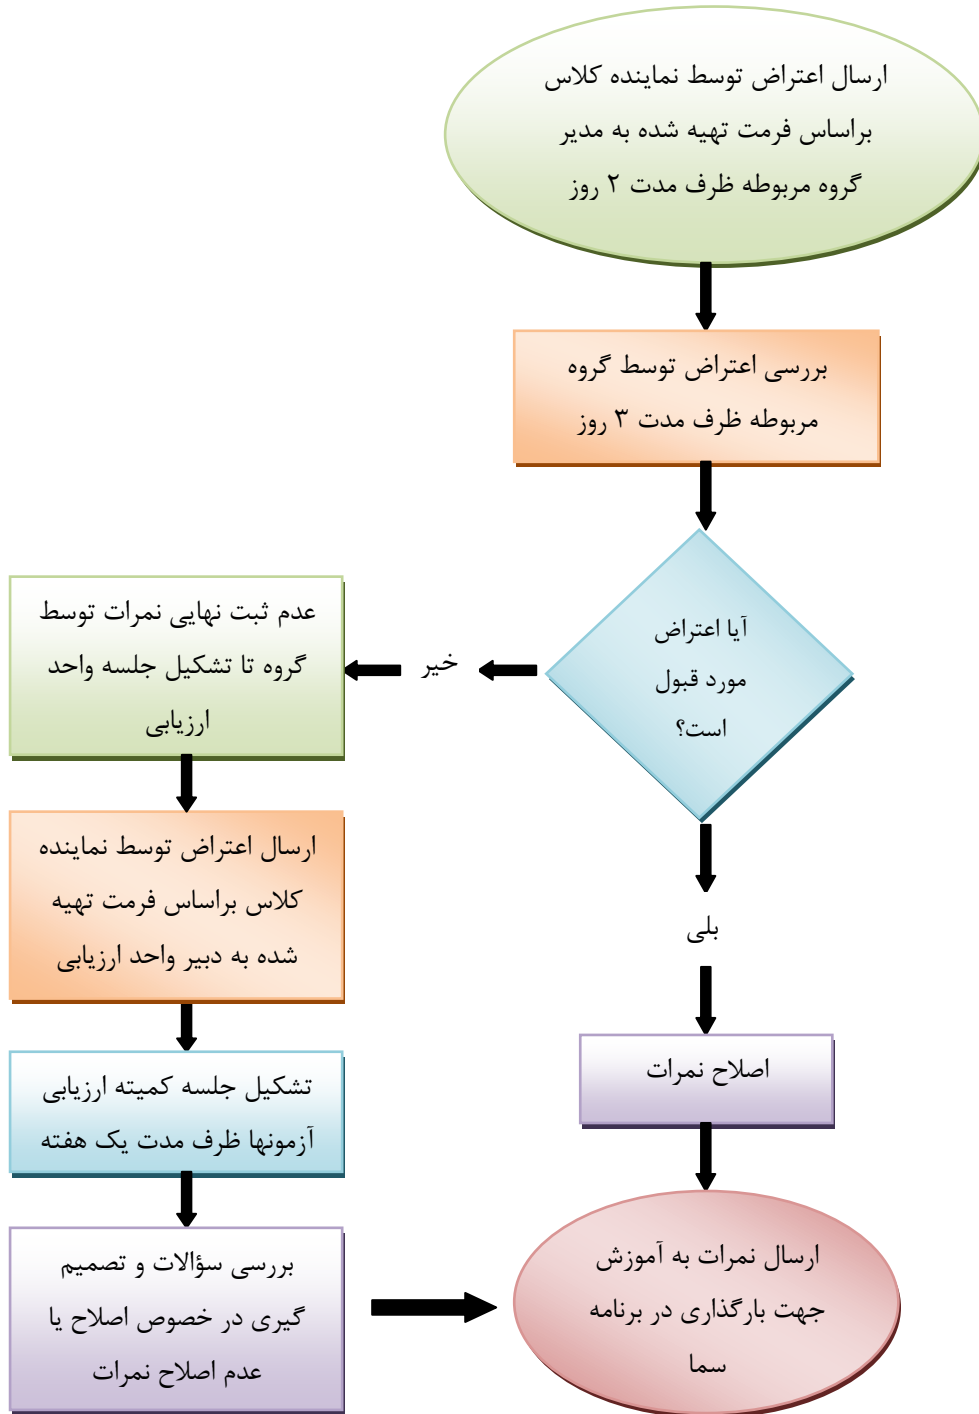 ارسال اعتراض توسط نماینده کلاس
براساس فرمت تهیه شده به مدیر
گروه مربوطه ظرف مدت ۲ روز
بررسی اعتراض توسط گروه
مربوطه ظرف مدت ۳ روز
آیا اعتراض
مورد قبول
است؟
خیر
عدم ثبت نهایی نمرات توسط
گروه تا تشکیل جلسه واحد
ارزیابی
ارسال اعتراض توسط نماینده
کلاس براساس فرمت تهیه
شده به دبیر واحد ارزیابی
تشکیل جلسه کمیته ارزیابی
آزمونها ظرف مدت یک هفته
بررسی سؤالات و تصمیم
گیری در خصوص اصلاح یا
عدم اصلاح نمرات
بلی
اصلاح نمرات
ارسال نمرات به آموزش
جهت بارگذاری در برنامه
سما